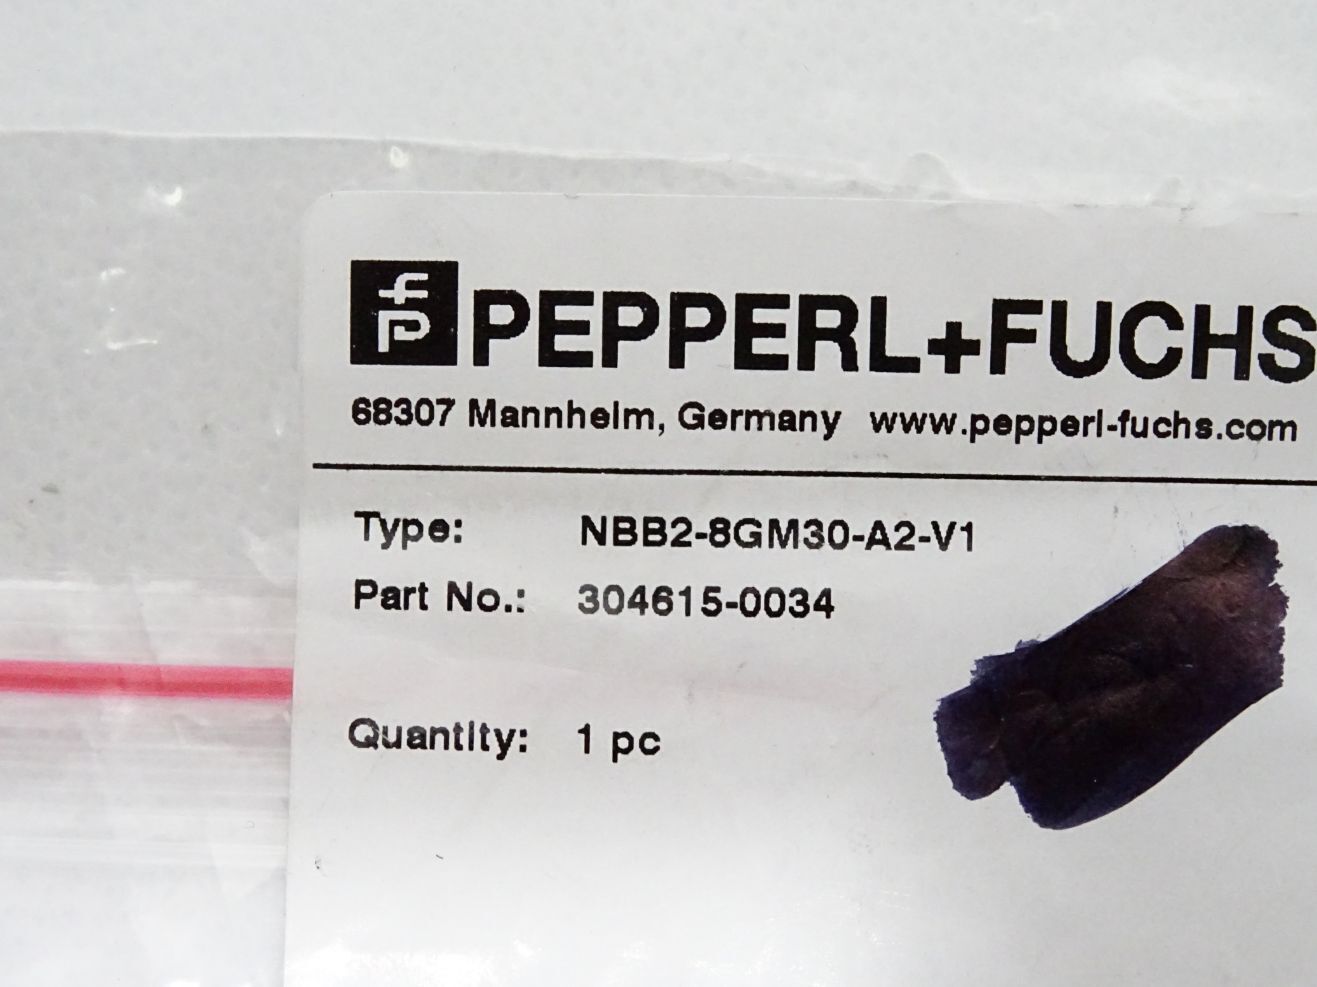 fp PEPPERL+FUCHS
68307 Mannheim, Germany www.pepperl-fuchs.com
Type: NBB2-8GM30-A2-V1
Part No.: 304615-0034
Quantity: 1 pc